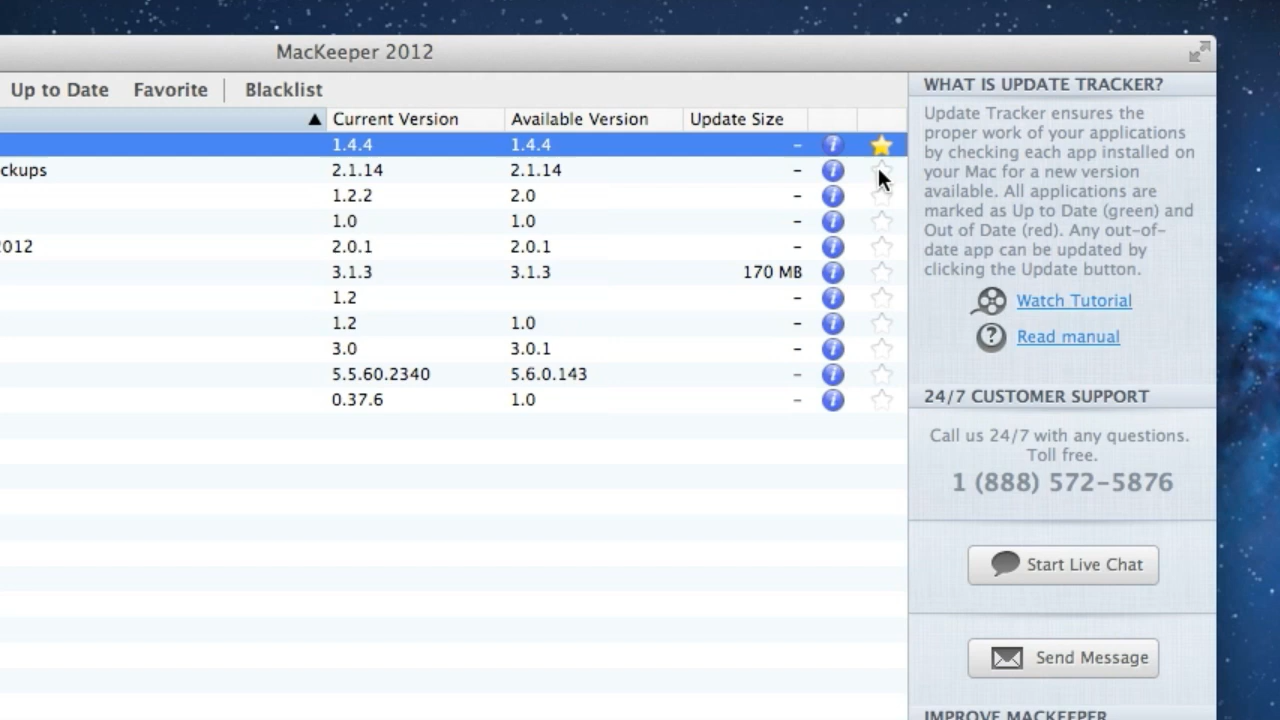 MacKeeper 2012
Up to Date Favorite Blacklist
Current Version Available Version Update Size
1.4.4 1.4.4 –
ckups 2.1.14 2.1.14 –
1.2.2 2.0 –
1.0 1.0 –
2012 2.0.1 2.0.1 –
3.1.3 3.1.3 170 MB
1.2 –
1.2 1.0 –
3.0 3.0.1 –
5.5.60.2340 5.6.0.143 –
0.37.6 1.0 –
WHAT IS UPDATE TRACKER?
Update Tracker ensures the
proper work of your applications
by checking each app installed on
your Mac for a new version
available. All applications are
marked as Up to Date (green) and
Out of Date (red). Any out-of-
date app can be updated by
clicking the Update button.
Watch Tutorial
Read manual
24/7 CUSTOMER SUPPORT
Call us 24/7 with any questions.
Toll free.
1 (888) 572-5876
Start Live Chat
Send Message
IMPROVE MACKEEPER